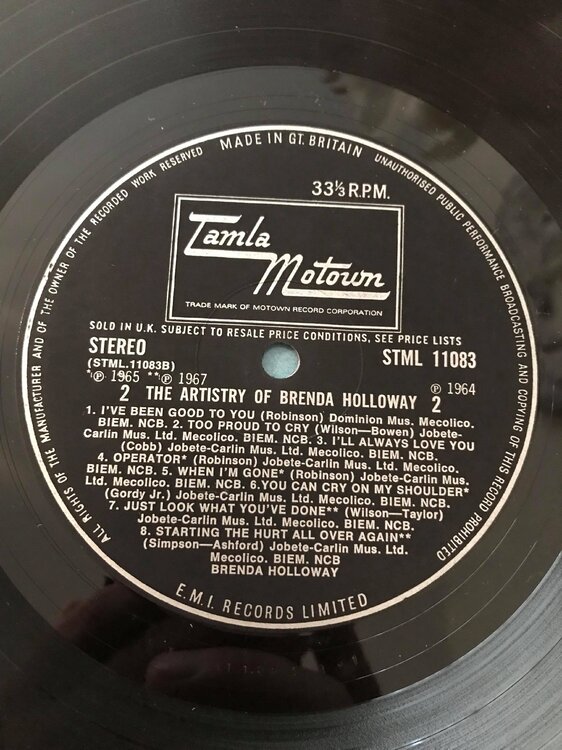 MADE IN GT. BRITAIN
UNAUTHORISED PUBLIC PERFORMANCE BROADCASTING AND COPYING OF THIS RECORD PROHIBITED
ALL RIGHTS OF THE MANUFACTURER AND OF THE OWNER OF THE RECORDED WORK RESERVED
33⅓ R.P.M.
Tamla
Motown
TRADE MARK OF MOTOWN RECORD CORPORATION
SOLD IN U.K. SUBJECT TO RESALE PRICE CONDITIONS, SEE PRICE LISTS
STEREO STML 11083
(STML.11083B)
*℗ 1965 **℗ 1967 ℗ 1964
2 THE ARTISTRY OF BRENDA HOLLOWAY 2
1. I'VE BEEN GOOD TO YOU (Robinson) Dominion Mus. Mecolico.
BIEM. NCB. 2. TOO PROUD TO CRY (Wilson—Bowen) Jobete-
Carlin Mus. Ltd. Mecolico. BIEM. NCB. 3. I'LL ALWAYS LOVE YOU
(Cobb) Jobete-Carlin Mus. Ltd. Mecolico. BIEM. NCB.
4. OPERATOR* (Robinson) Jobete-Carlin Mus. Ltd. Mecolico.
BIEM. NCB. 5. WHEN I'M GONE* (Robinson) Jobete-Carlin Mus.
Ltd. Mecolico. BIEM. NCB. 6.YOU CAN CRY ON MY SHOULDER*
(Gordy Jr.) Jobete-Carlin Mus. Ltd. Mecolico. BIEM. NCB.
7. JUST LOOK WHAT YOU'VE DONE** (Wilson—Taylor)
Jobete-Carlin Mus. Ltd. Mecolico. BIEM. NCB.
8. STARTING THE HURT ALL OVER AGAIN**
(Simpson—Ashford) Jobete-Carlin Mus. Ltd.
Mecolico. BIEM. NCB
BRENDA HOLLOWAY
E.M.I. RECORDS LIMITED